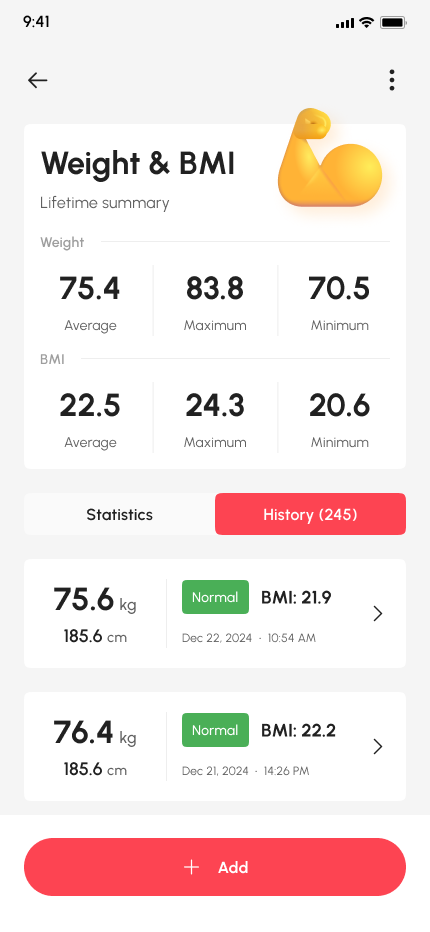 9:41
Weight & BMI
Lifetime summary
Weight
75.4 83.8 70.5
Average Maximum Minimum
BMI
22.5 24.3 20.6
Average Maximum Minimum
Statistics History (245)
75.6 kg Normal BMI: 21.9
185.6 cm Dec 22, 2024 · 10:54 AM
76.4 kg Normal BMI: 22.2
185.6 cm Dec 21, 2024 · 14:26 PM
Add